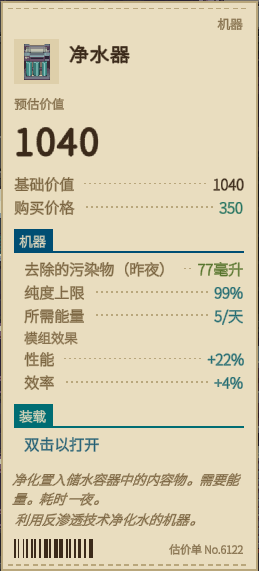 机器
净水器
预估价值
1040
基础价值 1040
购买价格 350
机器
去除的污染物（昨夜） 77毫升
纯度上限 99%
所需能量 5/天
模组效果
性能 +22%
效率 +4%
装载
双击以打开
净化置入储水容器中的内容物。需要能
量。耗时一夜。
利用反渗透技术净化水的机器。
估价单 No.6122